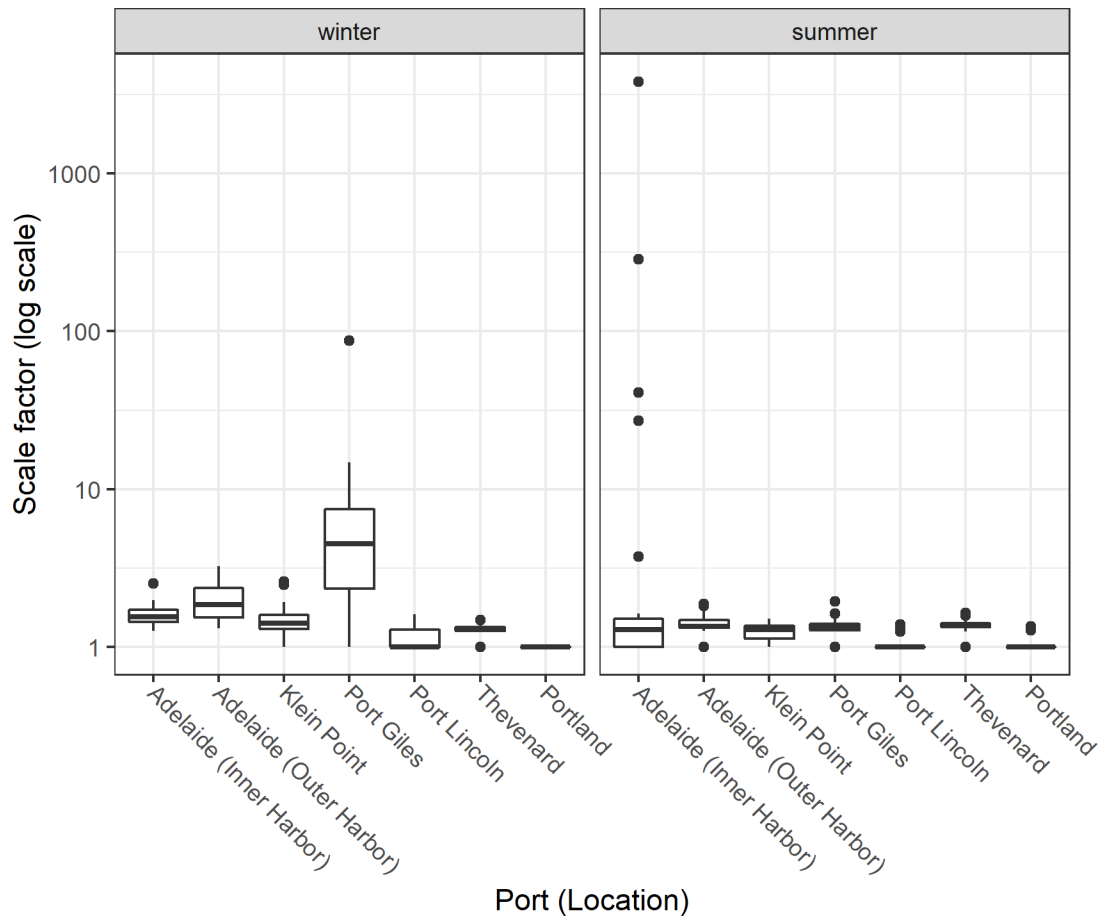 winter
summer
Scale factor (log scale)
1000
100
10
1
Adelaide (Inner Harbor)
Adelaide (Outer Harbor)
Klein Point
Port Giles
Port Lincoln
Thevenard
Portland
Adelaide (Inner Harbor)
Adelaide (Outer Harbor)
Klein Point
Port Giles
Port Lincoln
Thevenard
Portland
Port (Location)